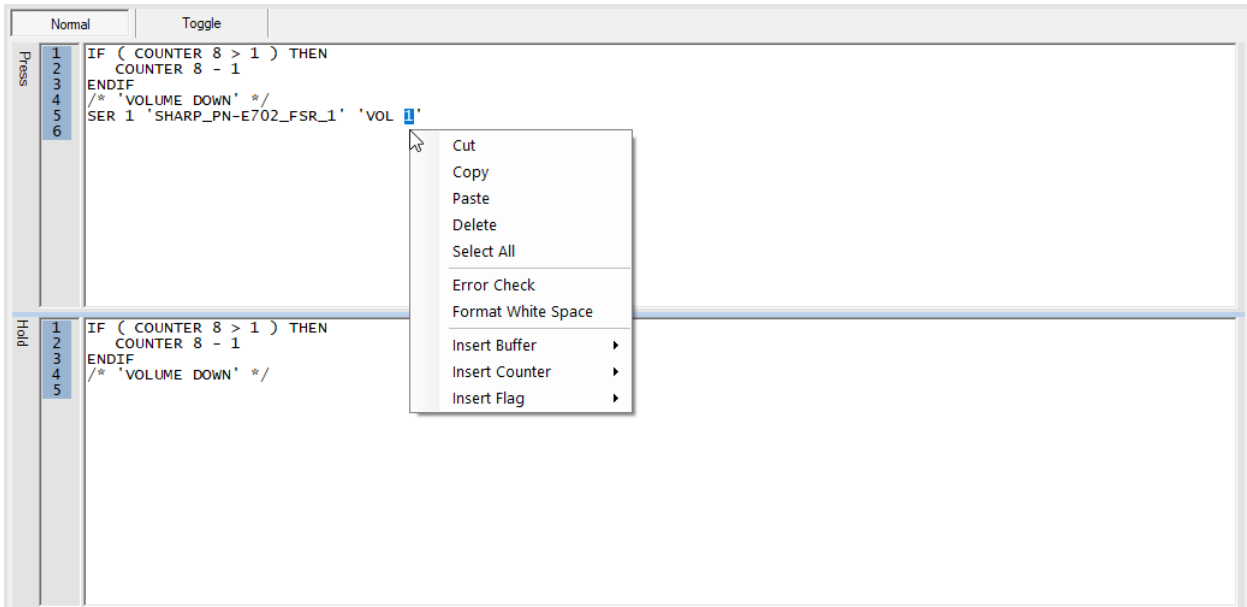 Normal Toggle
Press
1 IF ( COUNTER 8 > 1 ) THEN
2 COUNTER 8 - 1
3 ENDIF
4 /* 'VOLUME DOWN' */
5 SER 1 'SHARP_PN-E702_FSR_1' 'VOL 1'
6
Cut
Copy
Paste
Delete
Select All
Error Check
Format White Space
Insert Buffer
Insert Counter
Insert Flag
Hold
1 IF ( COUNTER 8 > 1 ) THEN
2 COUNTER 8 - 1
3 ENDIF
4 /* 'VOLUME DOWN' */
5